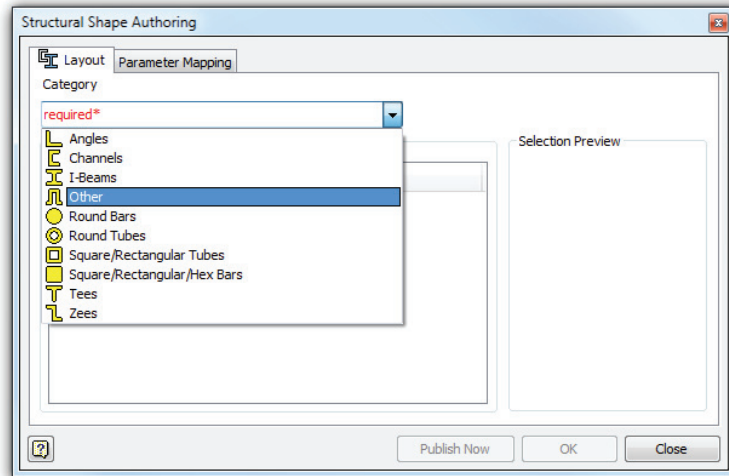 Structural Shape Authoring
Layout
Parameter Mapping
Category
required*
Angles
Channels
I-Beams
Other
Round Bars
Round Tubes
Square/Rectangular Tubes
Square/Rectangular/Hex Bars
Tees
Zees
Selection Preview
?
Publish Now
OK
Close